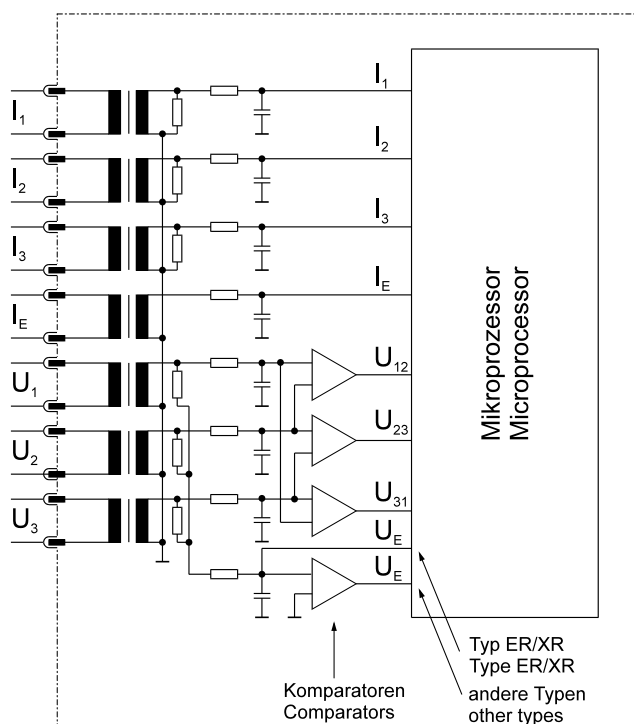 I1
I1
I2
I2
I3
I3
IE
IE
U1
U12
U2
U23
U3
U31
UE
UE
Mikroprozessor
Microprocessor
Typ ER/XR
Type ER/XR
andere Typen
other types
Komparatoren
Comparators